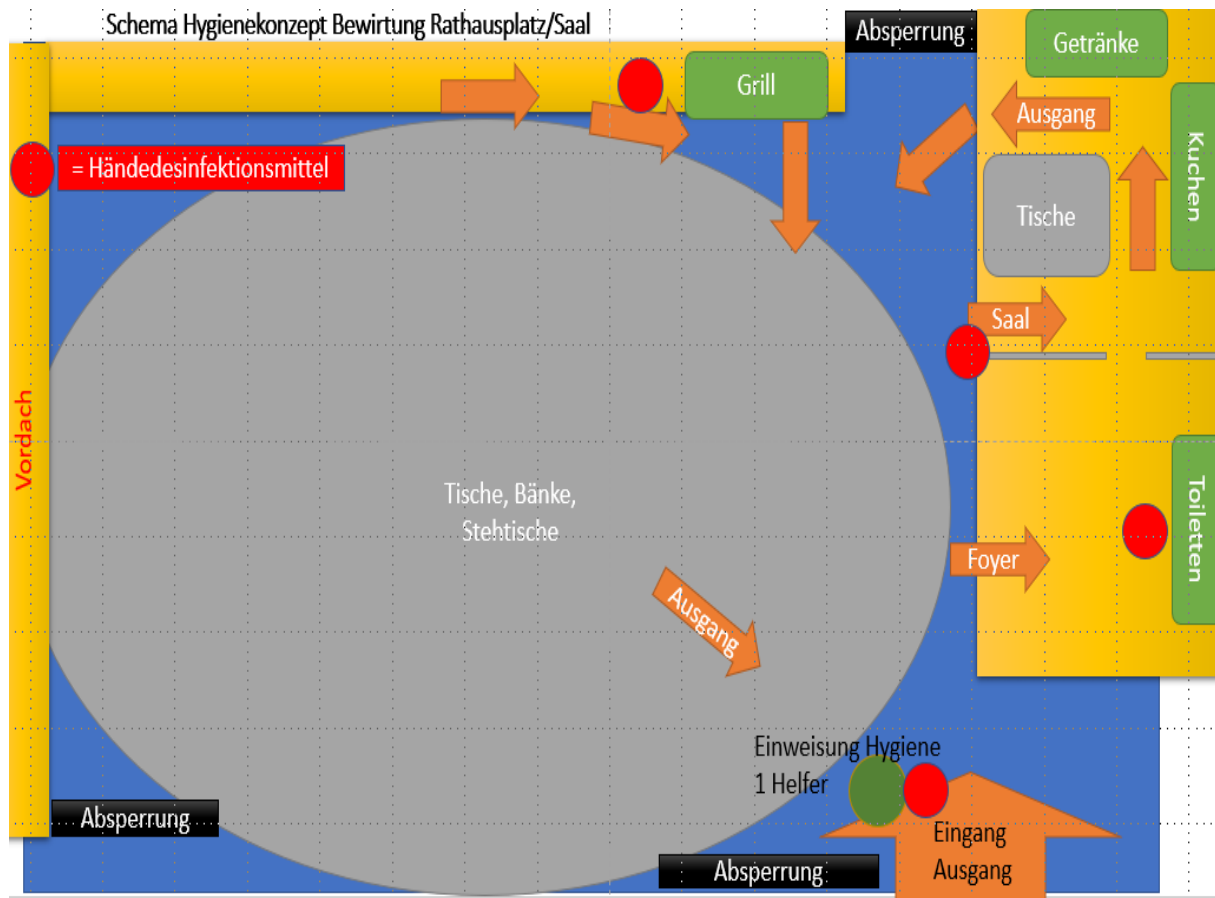 Schema Hygienekonzept Bewirtung Rathausplatz/Saal
Absperrung
Getränke
Grill
Ausgang
Kuchen
= Händedesinfektionsmittel
Tische
Saal
Vordach
Tische, Bänke,
Stehtische
Toiletten
Foyer
Ausgang
Einweisung Hygiene
1 Helfer
Absperrung
Eingang
Ausgang
Absperrung